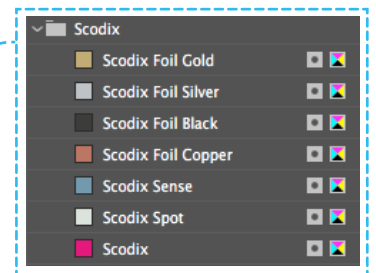 Scodix
Scodix Foil Gold
Scodix Foil Silver
Scodix Foil Black
Scodix Foil Copper
Scodix Sense
Scodix Spot
Scodix